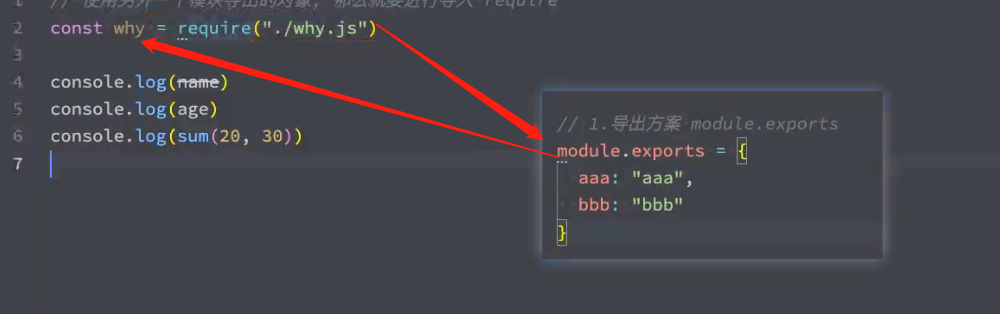 // 使用另外一个模块导出的对象, 那么就要进行导入 require
2 const why = require("./why.js")
3
4 console.log(name)
5 console.log(age)
6 console.log(sum(20, 30))
7
// 1.导出方案 module.exports
module.exports = {
aaa: "aaa",
bbb: "bbb"
}